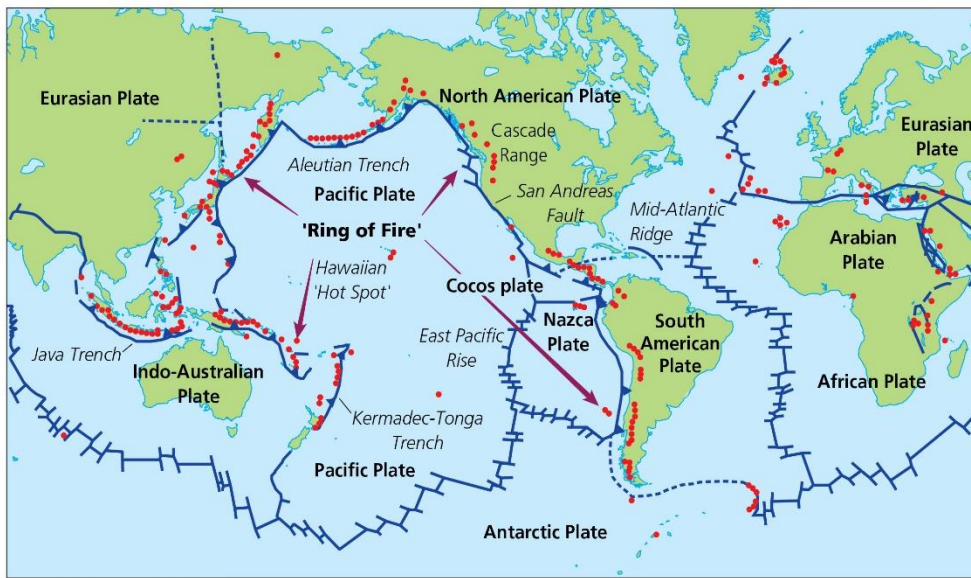 Eurasian Plate
North American Plate
Cascade
Range
Eurasian
Plate
Aleutian Trench
Pacific Plate
San Andreas
Fault
'Ring of Fire'
Mid-Atlantic
Ridge
Arabian
Plate
Hawaiian
'Hot Spot'
Cocos plate
Nazca
Plate
South
American
Plate
East Pacific
Rise
Java Trench
Indo-Australian
Plate
African Plate
Kermadec-Tonga
Trench
Pacific Plate
Antarctic Plate